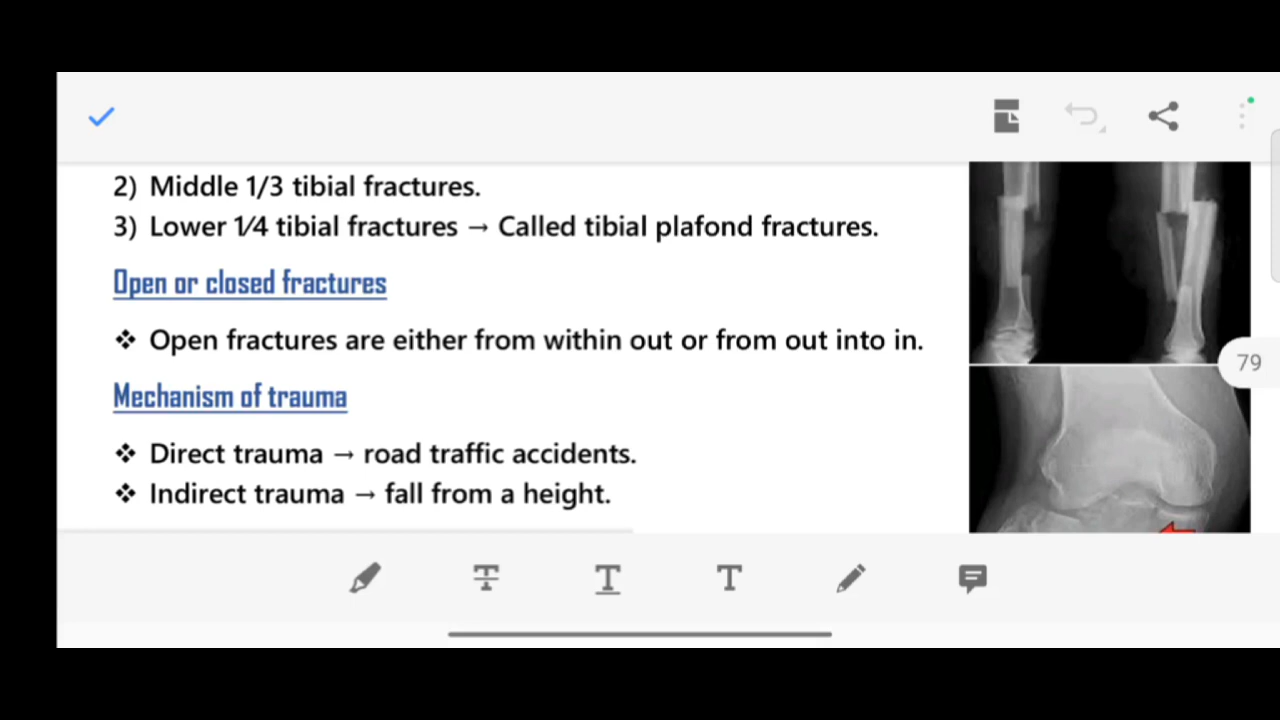 2) Middle 1/3 tibial fractures.
3) Lower 1/4 tibial fractures → Called tibial plafond fractures.
Open or closed fractures
❖ Open fractures are either from within out or from out into in.
79
Mechanism of trauma
❖ Direct trauma → road traffic accidents.
❖ Indirect trauma → fall from a height.
T T T